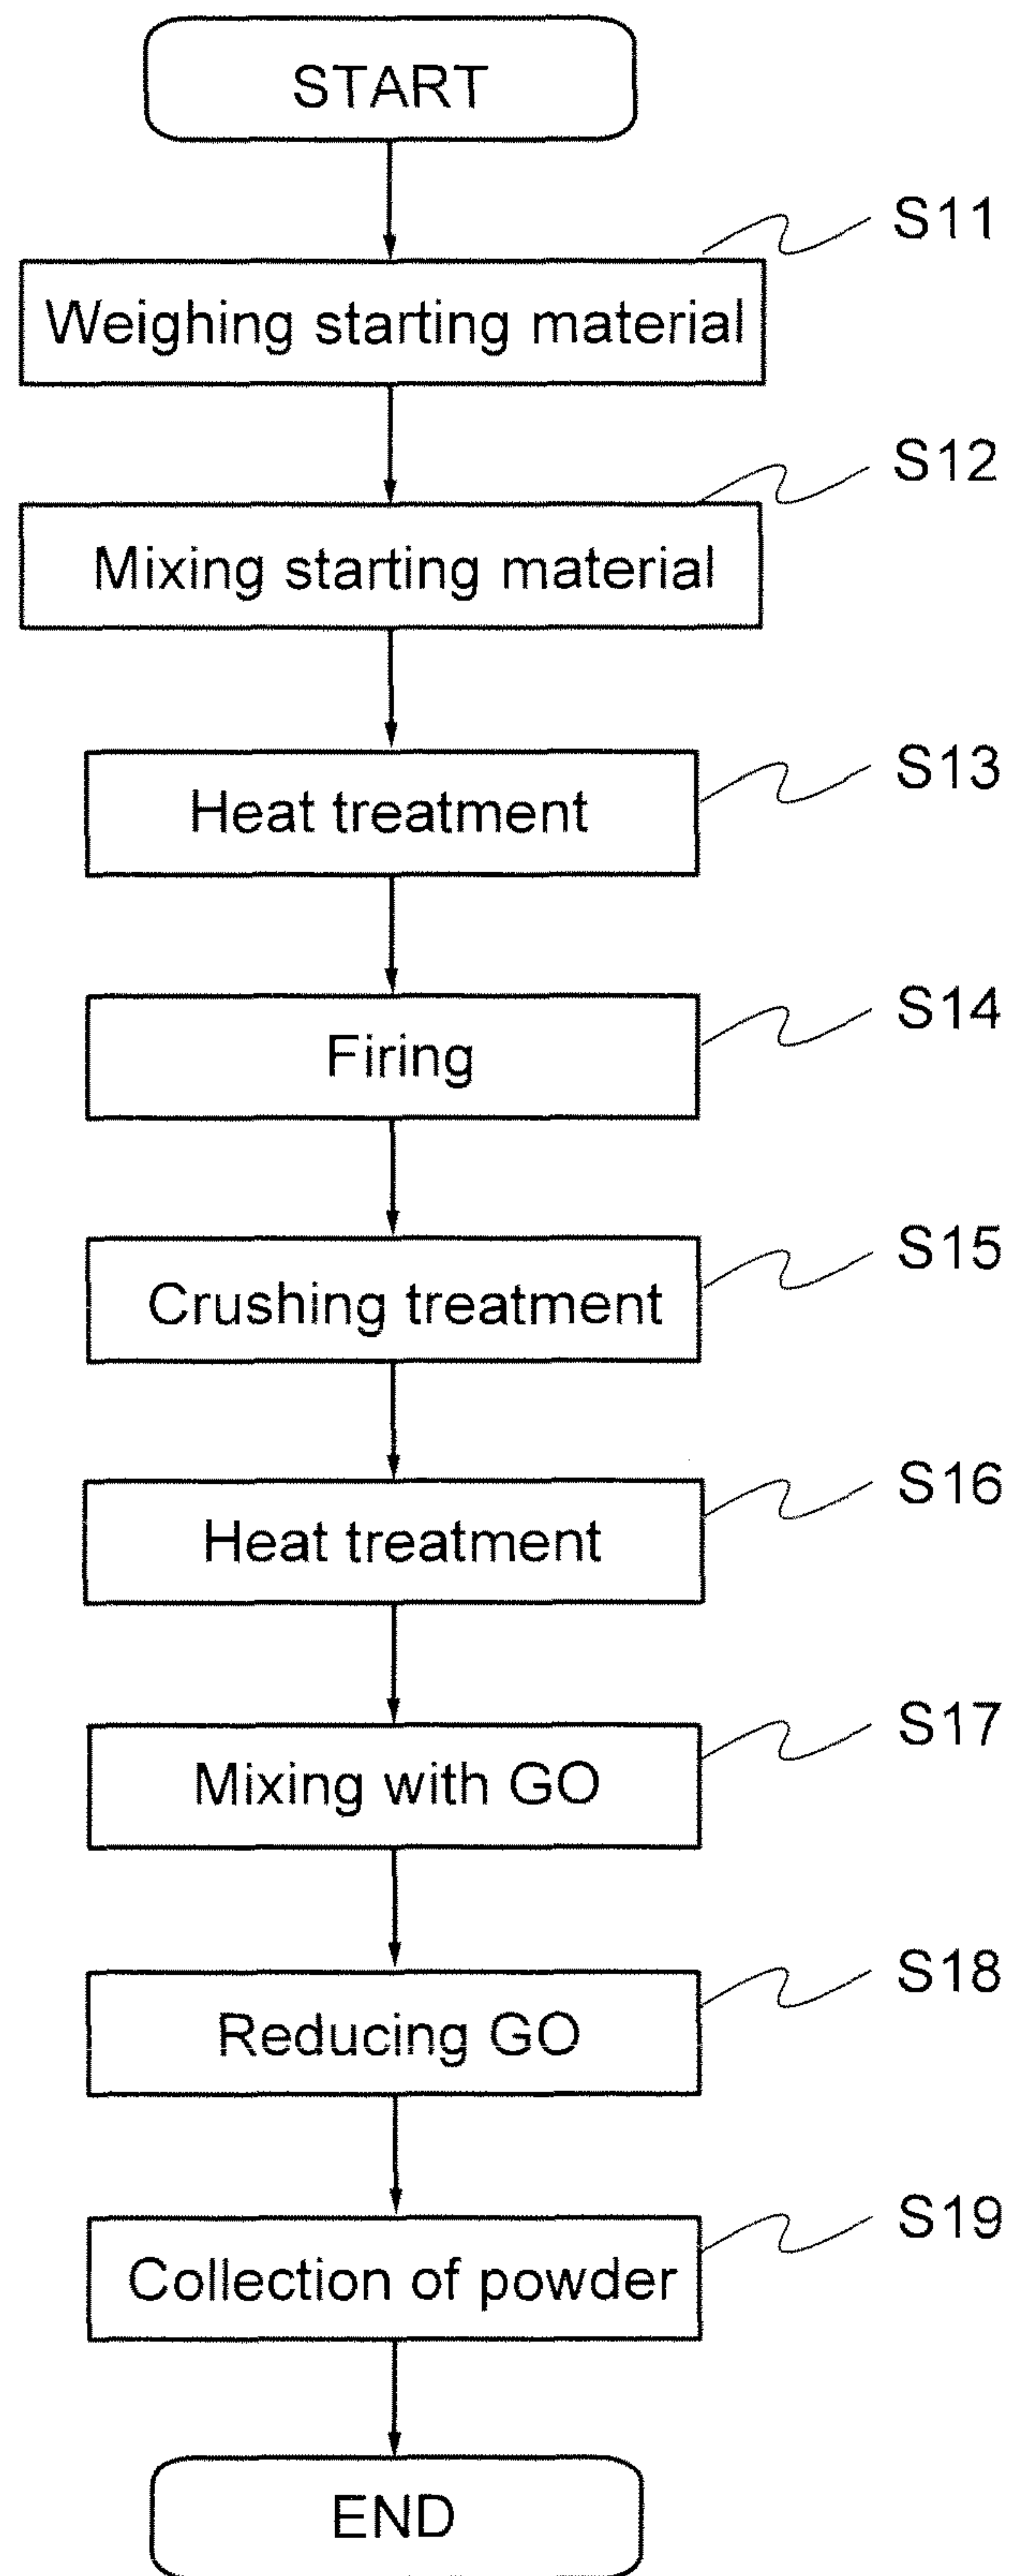 START
S11
Weighing starting material
S12
Mixing starting material
S13
Heat treatment
S14
Firing
S15
Crushing treatment
S16
Heat treatment
S17
Mixing with GO
S18
Reducing GO
S19
Collection of powder
END